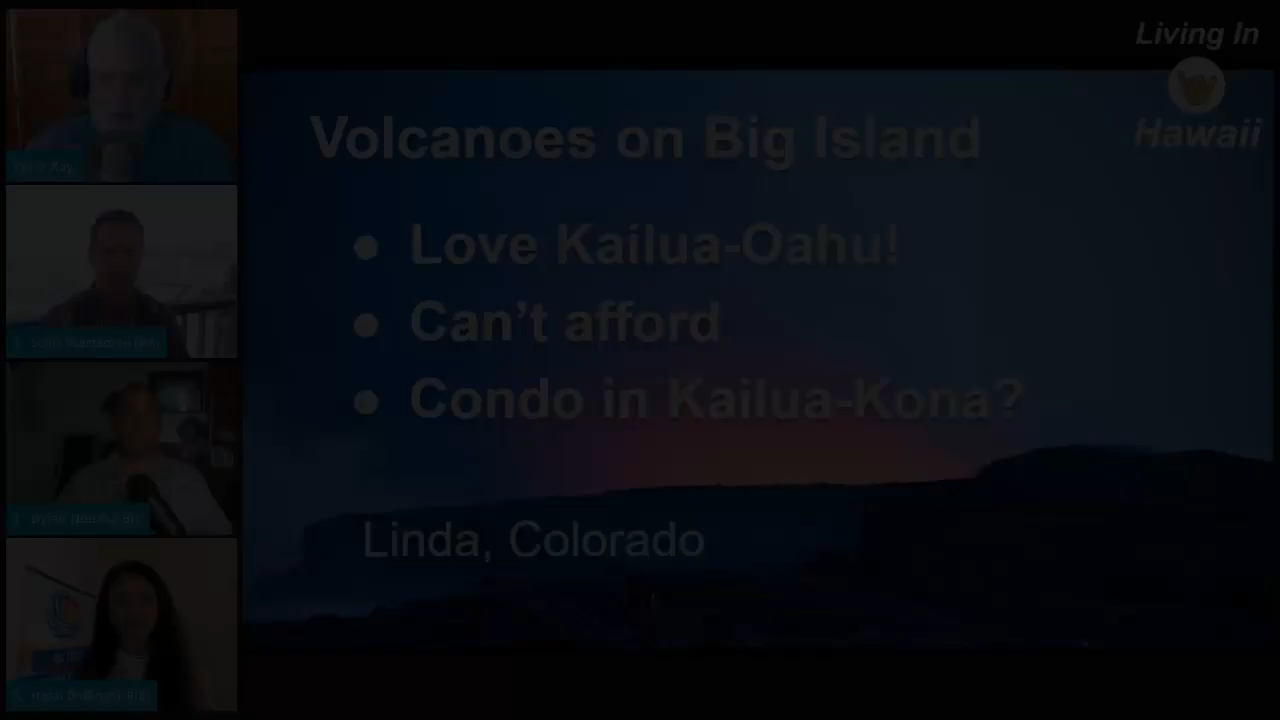 Living In
Hawaii
Volcanoes on Big Island
● Love Kailua-Oahu!
● Can't afford
● Condo in Kailua-Kona?
Linda, Colorado